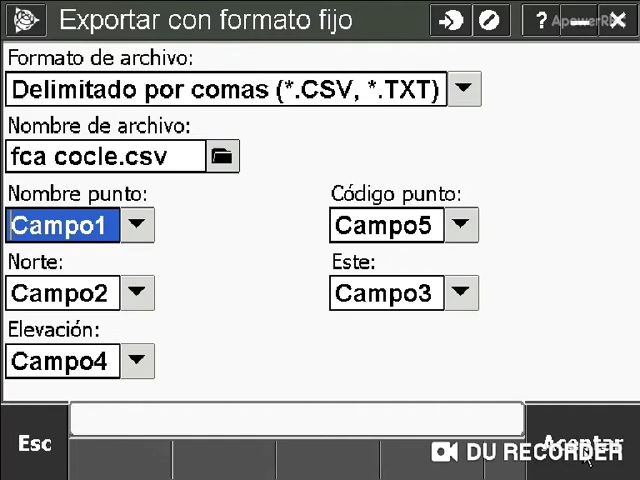 Exportar con formato fijo
?
Formato de archivo:
Delimitado por comas (*.CSV, *.TXT)
Nombre de archivo:
fca cocle.csv
Nombre punto:
Código punto:
Campo1
Campo5
Norte:
Este:
Campo2
Campo3
Elevación:
Campo4
Esc
Aceptar
DU RECORDER